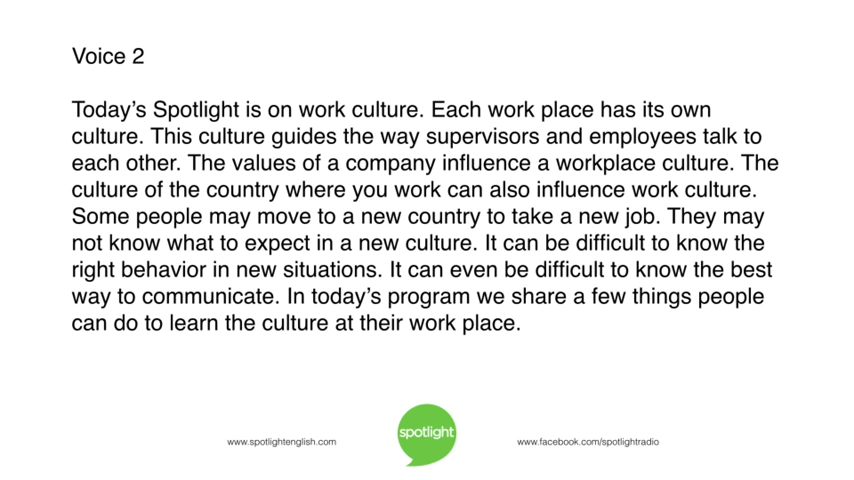 Voice 2
Today’s Spotlight is on work culture. Each work place has its own
culture. This culture guides the way supervisors and employees talk to
each other. The values of a company influence a workplace culture. The
culture of the country where you work can also influence work culture.
Some people may move to a new country to take a new job. They may
not know what to expect in a new culture. It can be difficult to know the
right behavior in new situations. It can even be difficult to know the best
way to communicate. In today’s program we share a few things people
can do to learn the culture at their work place.
www.spotlightenglish.com
spotlight
www.facebook.com/spotlightradio